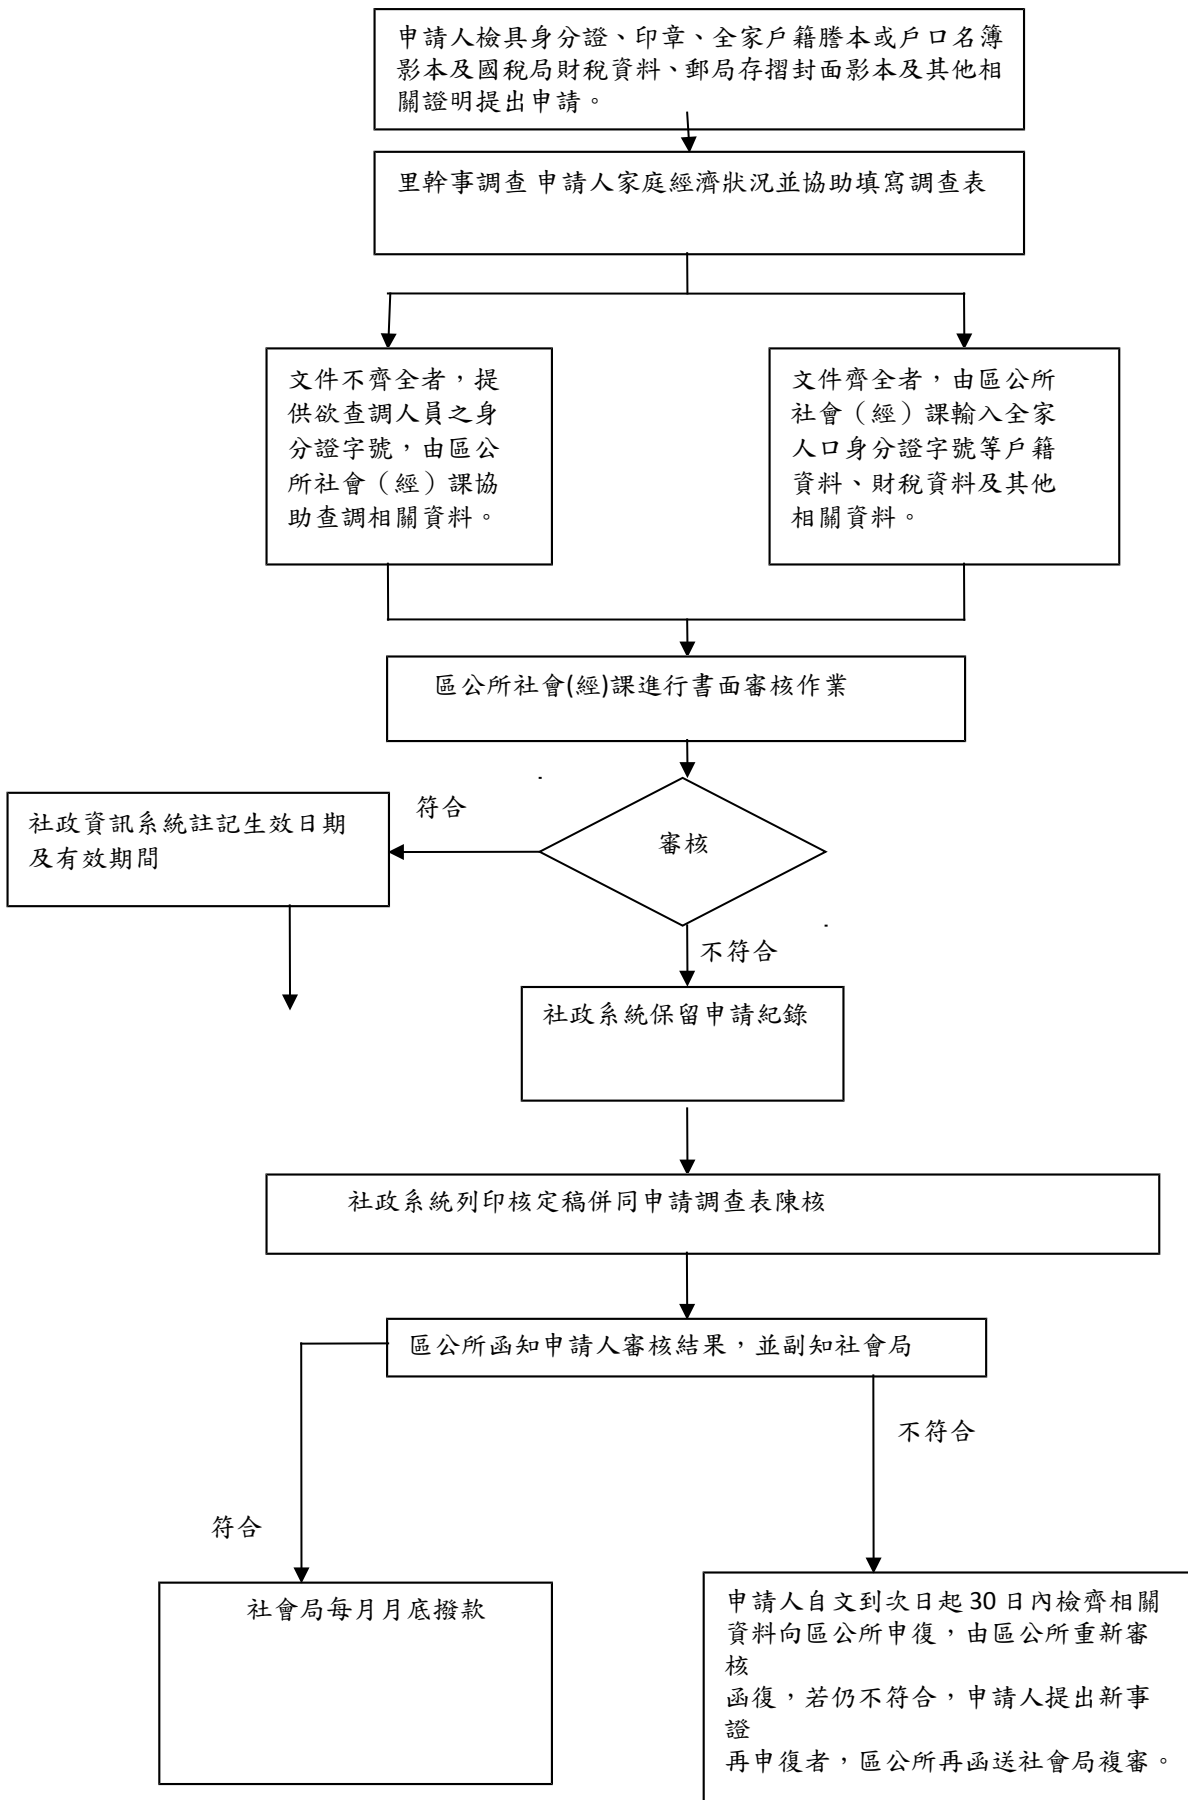 申請人檢具身分證、印章、全家戶籍謄本或戶口名簿
影本及國稅局財稅資料、郵局存摺封面影本及其他相
關證明提出申請。
里幹事調查 申請人家庭經濟狀況並協助填寫調查表
文件不齊全者，提
供欲查調人員之身
分證字號，由區公
所社會（經）課協
助查調相關資料。
文件齊全者，由區公所
社會（經）課輸入全家
人口身分證字號等戶籍
資料、財稅資料及其他
相關資料。
區公所社會(經)課進行書面審核作業
審核
符合
社政資訊系統註記生效日期
及有效期間
不符合
社政系統保留申請紀錄
社政系統列印核定稿併同申請調查表陳核
區公所函知申請人審核結果，並副知社會局
不符合
符合
社會局每月月底撥款
申請人自文到次日起 30 日內檢齊相關
資料向區公所申復，由區公所重新審
核
函復，若仍不符合，申請人提出新事
證
再申復者，區公所再函送社會局複審。